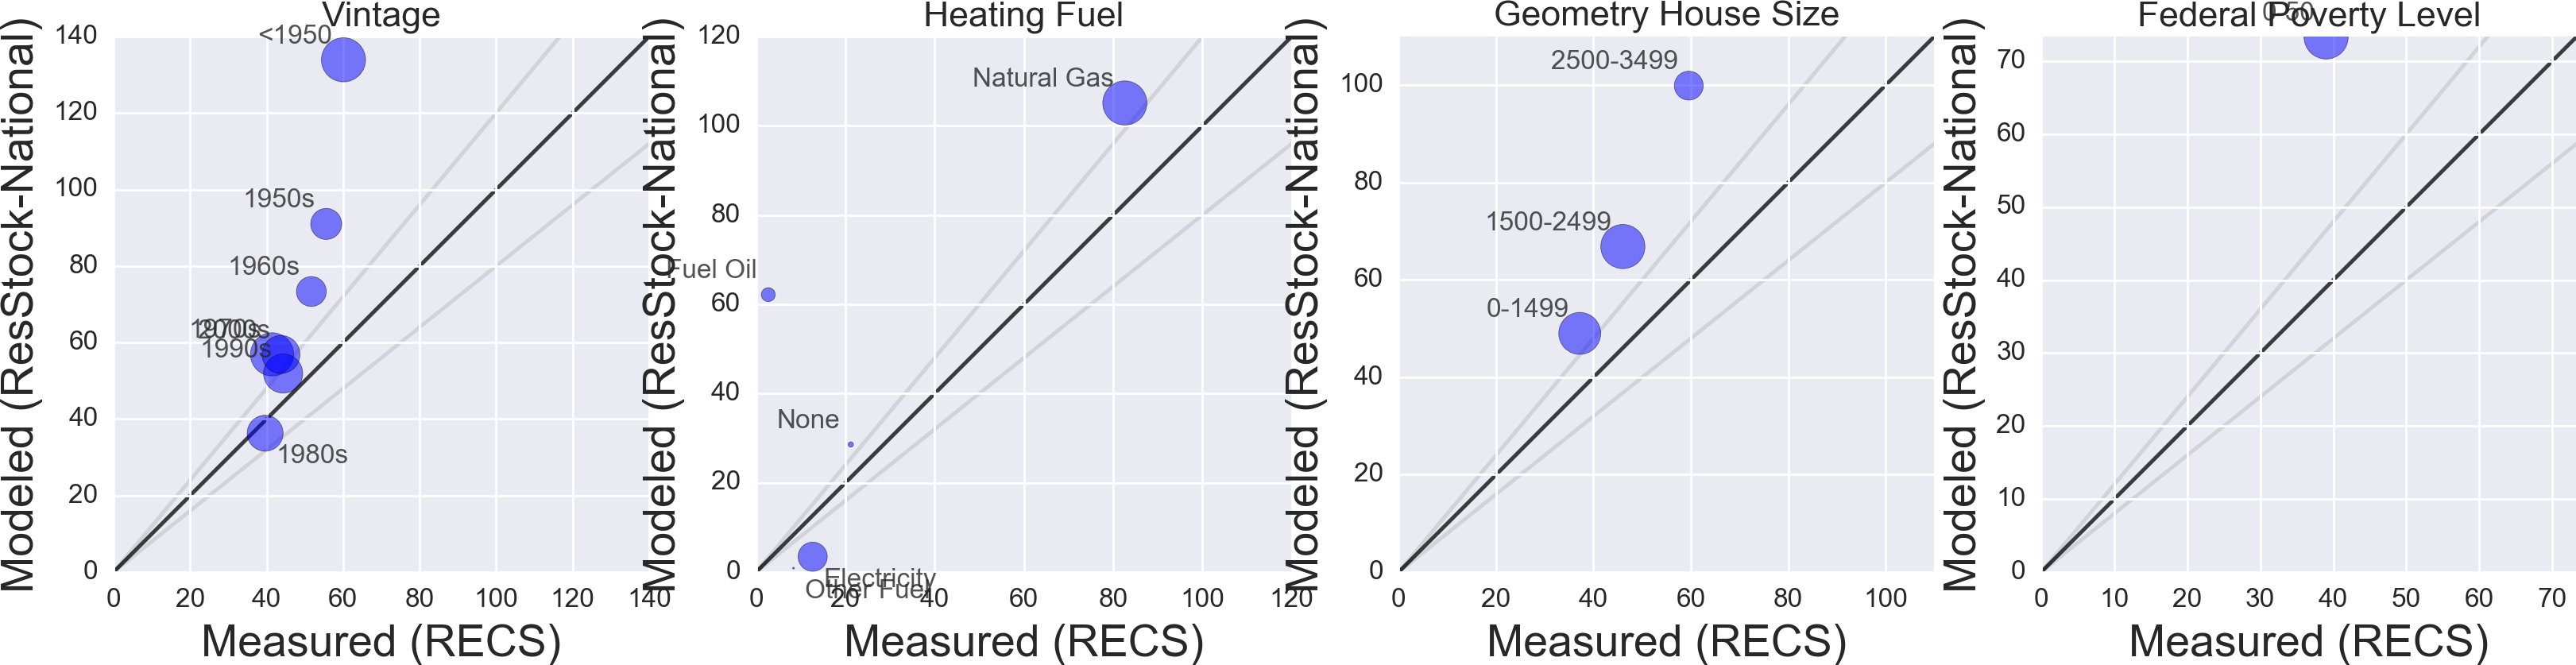 Vintage
Modeled (ResStock-National)
140
120
100
80
60
40
20
0
<1950
1950s
1960s
1970s
2000s
1990s
1980s
0 20 40 60 80 100 120 140
Measured (RECS)
Heating Fuel
Modeled (ResStock-National)
120
100
80
60
40
20
0
Natural Gas
Fuel Oil
None
Electricity
Other Fuel
0 20 40 60 80 100 120
Measured (RECS)
Geometry House Size
Modeled (ResStock-National)
100
80
60
40
20
0
2500-3499
1500-2499
0-1499
0 20 40 60 80 100
Measured (RECS)
Federal Poverty Level
0-50
Modeled (ResStock-National)
70
60
50
40
30
20
10
0
0 10 20 30 40 50 60 70
Measured (RECS)